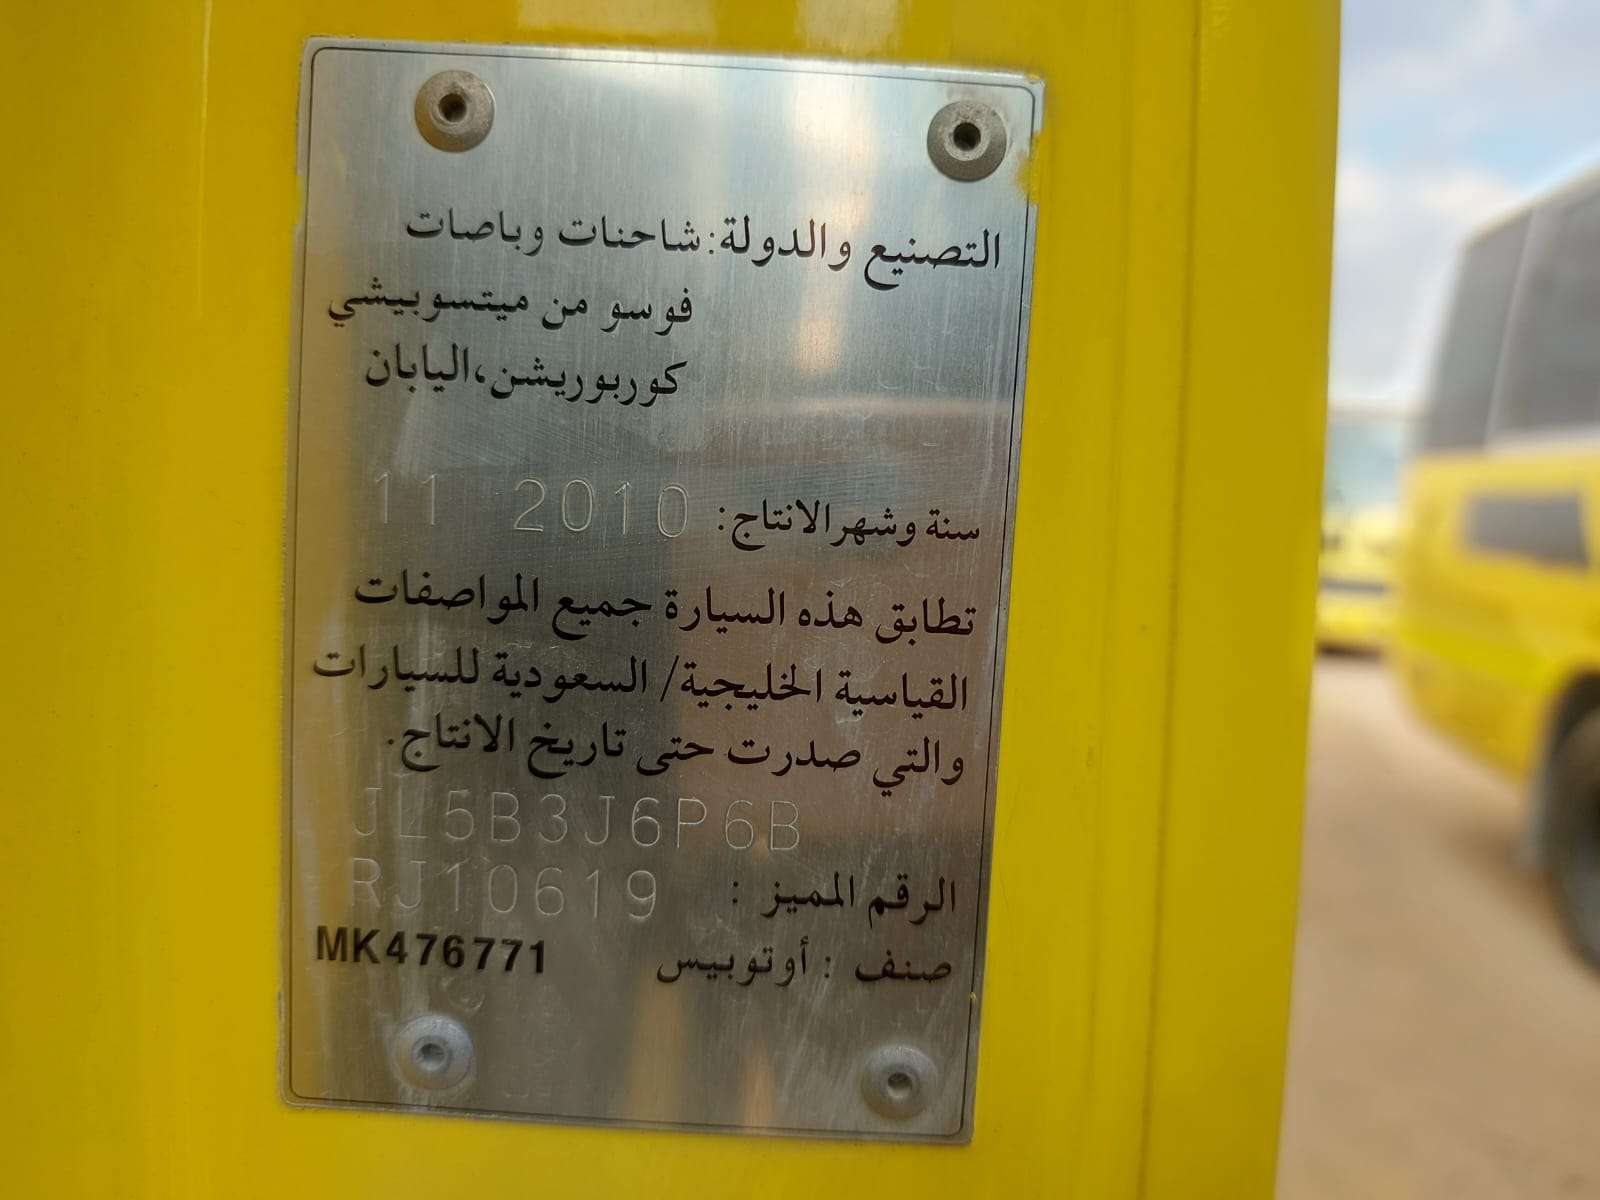 التصنيع والدولة: شاحنات وباصات
فوسو من ميتسوبيشي
كوربوريشن، اليابان
سنة وشهر الانتاج: 2010 11
تطابق هذه السيارة جميع المواصفات
القياسية الخليجية/ السعودية للسيارات
والتي صدرت حتى تاريخ الانتاج.
JL5B3J6P6B
الرقم المميز : RJ10619
صنف : أوتوبيس MK476771